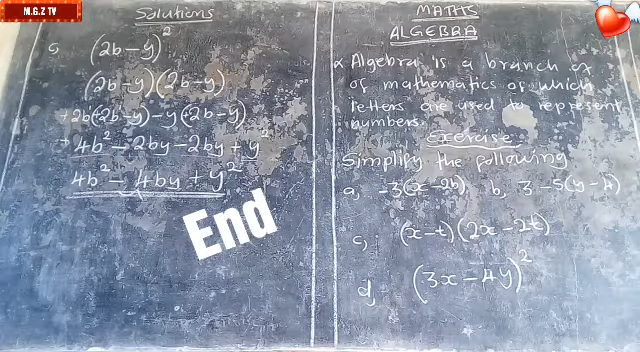 M.G.Z TV
Solutions
5 (2b-y)²
(2b-y)(2b-y)
+2b(+2b-y)-y(+2b-y)
+4b²-2by-2by+y²
4b²-4by+y²
End
MATHS
ALGEBRA
Algebra is a branch of
of mathematics of which
letters are used to represent
numbers.
Exercise
Simplify the following
a, -3(x-2b), b, 3-5(y-4)
c, (x-t)(2x-2t)
d, (3x-4y)²